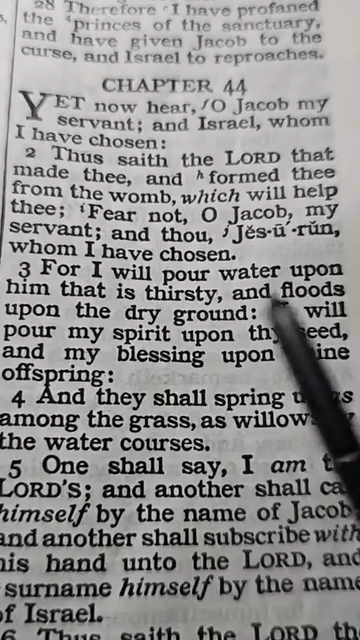 28 Therefore I have profaned
the princes of the sanctuary,
and have given Jacob to the
curse, and Israel to reproaches.
CHAPTER 44
YET now hear, f O Jacob my
servant; and Israel, whom
I have chosen:
2 Thus saith the LORD that
made thee, and h formed thee
from the womb, which will help
thee; i Fear not, O Jacob, my
servant; and thou, j Jĕs-ū´-rŭn,
whom I have chosen.
3 For I will pour water upon
him that is thirsty, and floods
upon the dry ground: I will
pour my spirit upon thy seed,
and my blessing upon
offspring:
4 And they shall spring
among the grass, as willows
the water courses.
5 One shall say, I am
LORD'S; and another shall
himself by the name of Jacob
and another shall subscribe with
his hand unto the LORD, and
surname himself by the name
of Israel.
6 Thus saith the LORD